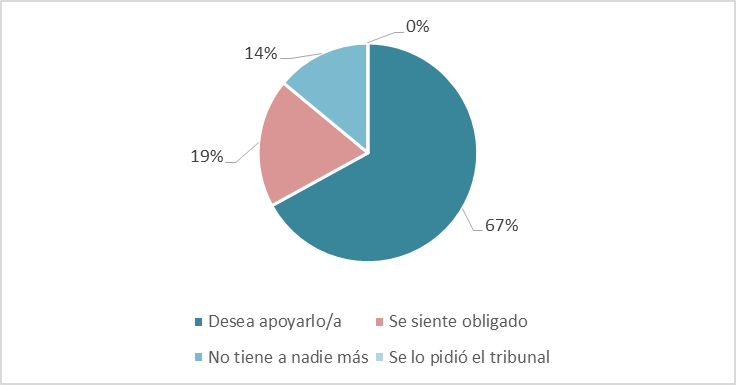 0%
14%
19%
67%
Desea apoyarlo/a
Se siente obligado
No tiene a nadie más
Se lo pidió el tribunal